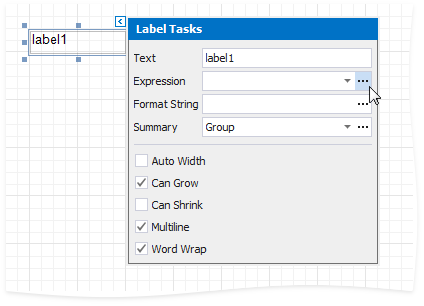 label1
Label Tasks
Text label1
Expression
Format String
Summary Group
Auto Width
Can Grow
Can Shrink
Multiline
Word Wrap